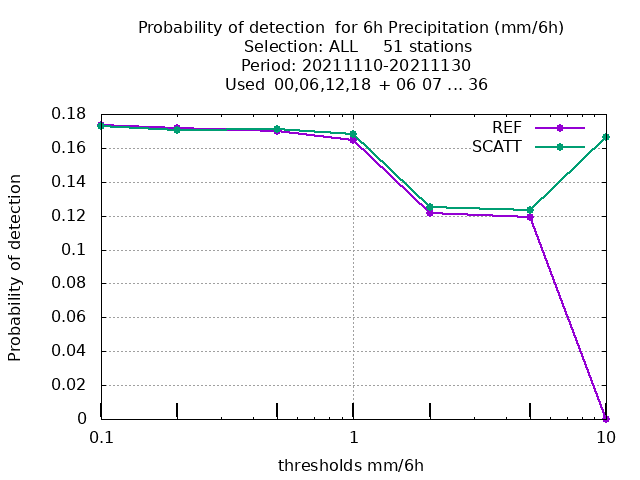 Probability of detection  for 6h Precipitation (mm/6h)
Selection: ALL     51 stations
Period: 20211110-20211130
Used  00,06,12,18  + 06 07 ... 36
REF
SCATT
Probability of detection
0.18
0.16
0.14
0.12
0.1
0.08
0.06
0.04
0.02
0
0.1
1
10
thresholds mm/6h